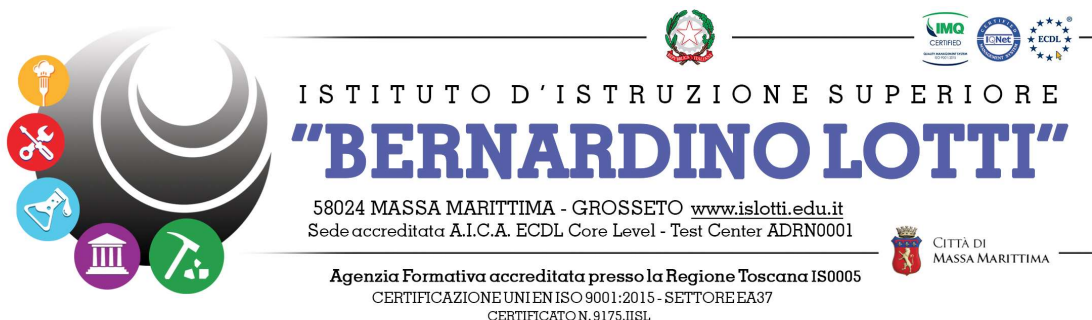 IMQ
CERTIFIED
IQNet
ECDL
ISTITUTO D'ISTRUZIONE SUPERIORE
"BERNARDINO LOTTI"
58024 MASSA MARITTIMA - GROSSETO www.islotti.edu.it
Sede accreditata A.I.C.A. ECDL Core Level - Test Center ADRN0001
CITTÀ DI
MASSA MARITTIMA
Agenzia Formativa accreditata presso la Regione Toscana IS0005
CERTIFICAZIONE UNI EN ISO 9001:2015 - SETTORE EA37
CERTIFICATO N. 9175.IISL